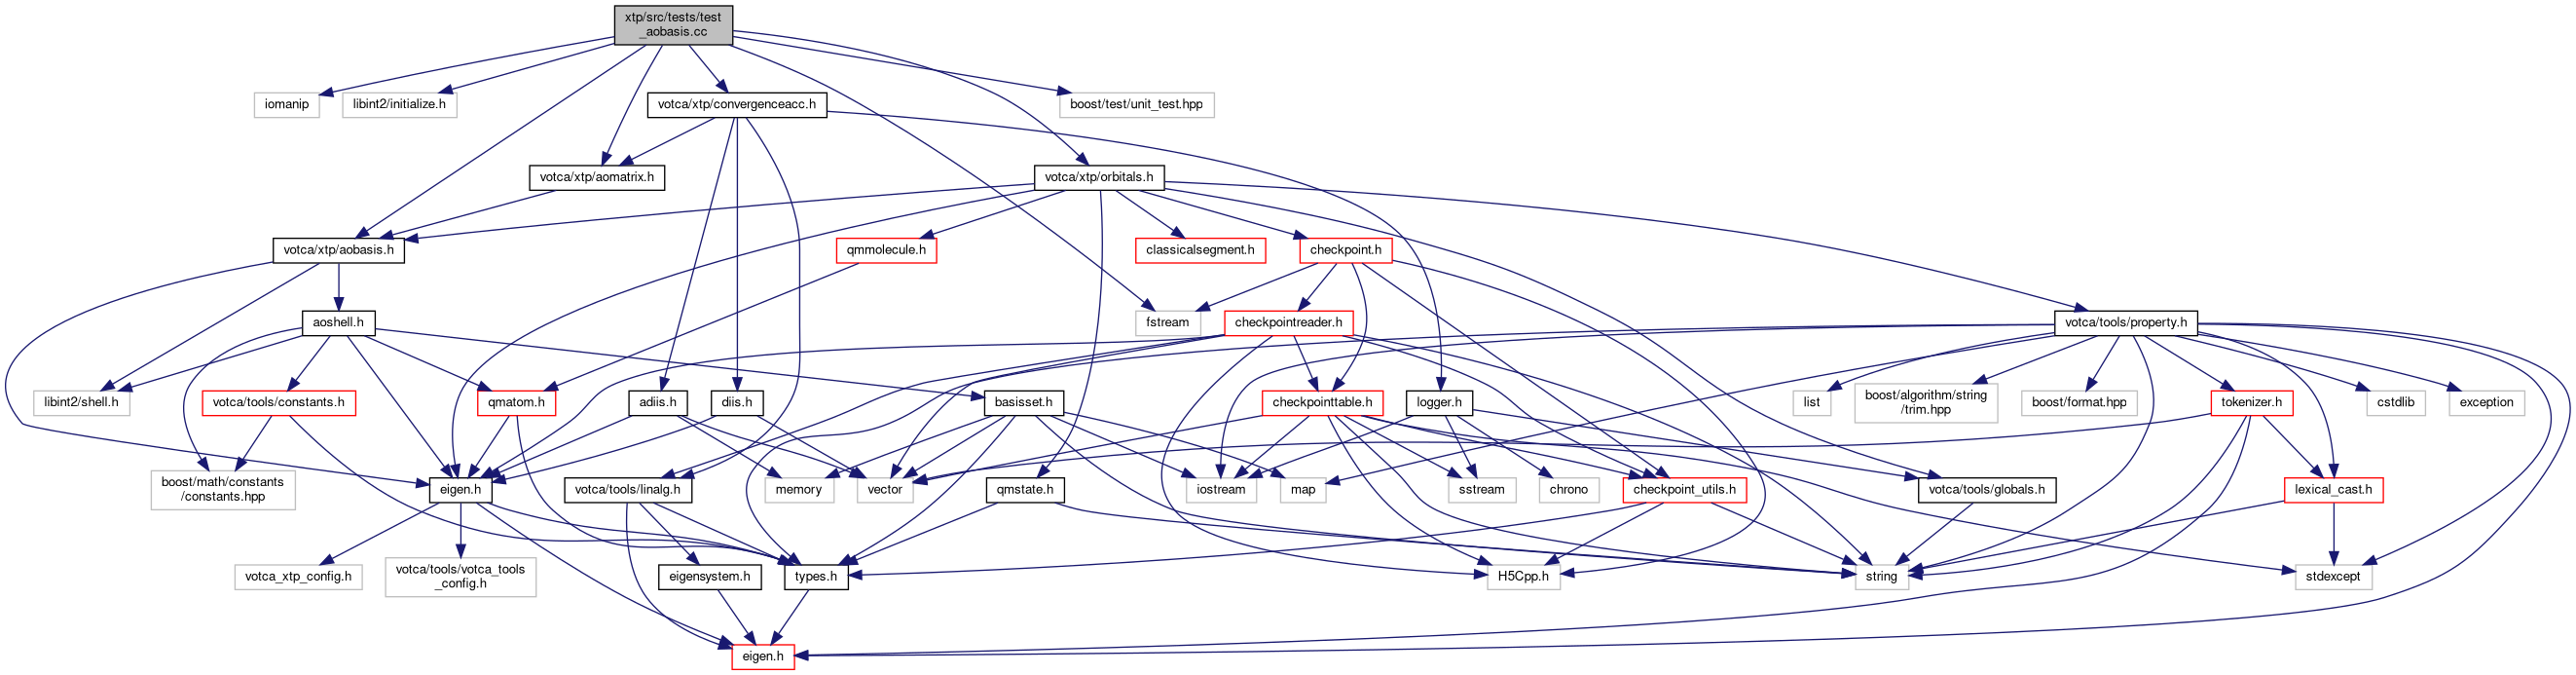 xtp/src/tests/test
_aobasis.cc
iomanip
libint2/initialize.h
votca/xtp/convergenceacc.h
boost/test/unit_test.hpp
votca/xtp/aomatrix.h
votca/xtp/orbitals.h
votca/xtp/aobasis.h
qmmolecule.h
classicalsegment.h
checkpoint.h
aoshell.h
fstream
checkpointreader.h
votca/tools/property.h
libint2/shell.h
votca/tools/constants.h
qmatom.h
adiis.h
diis.h
basisset.h
checkpointtable.h
logger.h
list
boost/algorithm/string
/trim.hpp
boost/format.hpp
tokenizer.h
cstdlib
exception
boost/math/constants
/constants.hpp
eigen.h
votca/tools/linalg.h
memory
vector
qmstate.h
iostream
map
sstream
chrono
checkpoint_utils.h
votca/tools/globals.h
lexical_cast.h
votca_xtp_config.h
votca/tools/votca_tools
_config.h
eigensystem.h
types.h
H5Cpp.h
string
stdexcept
eigen.h